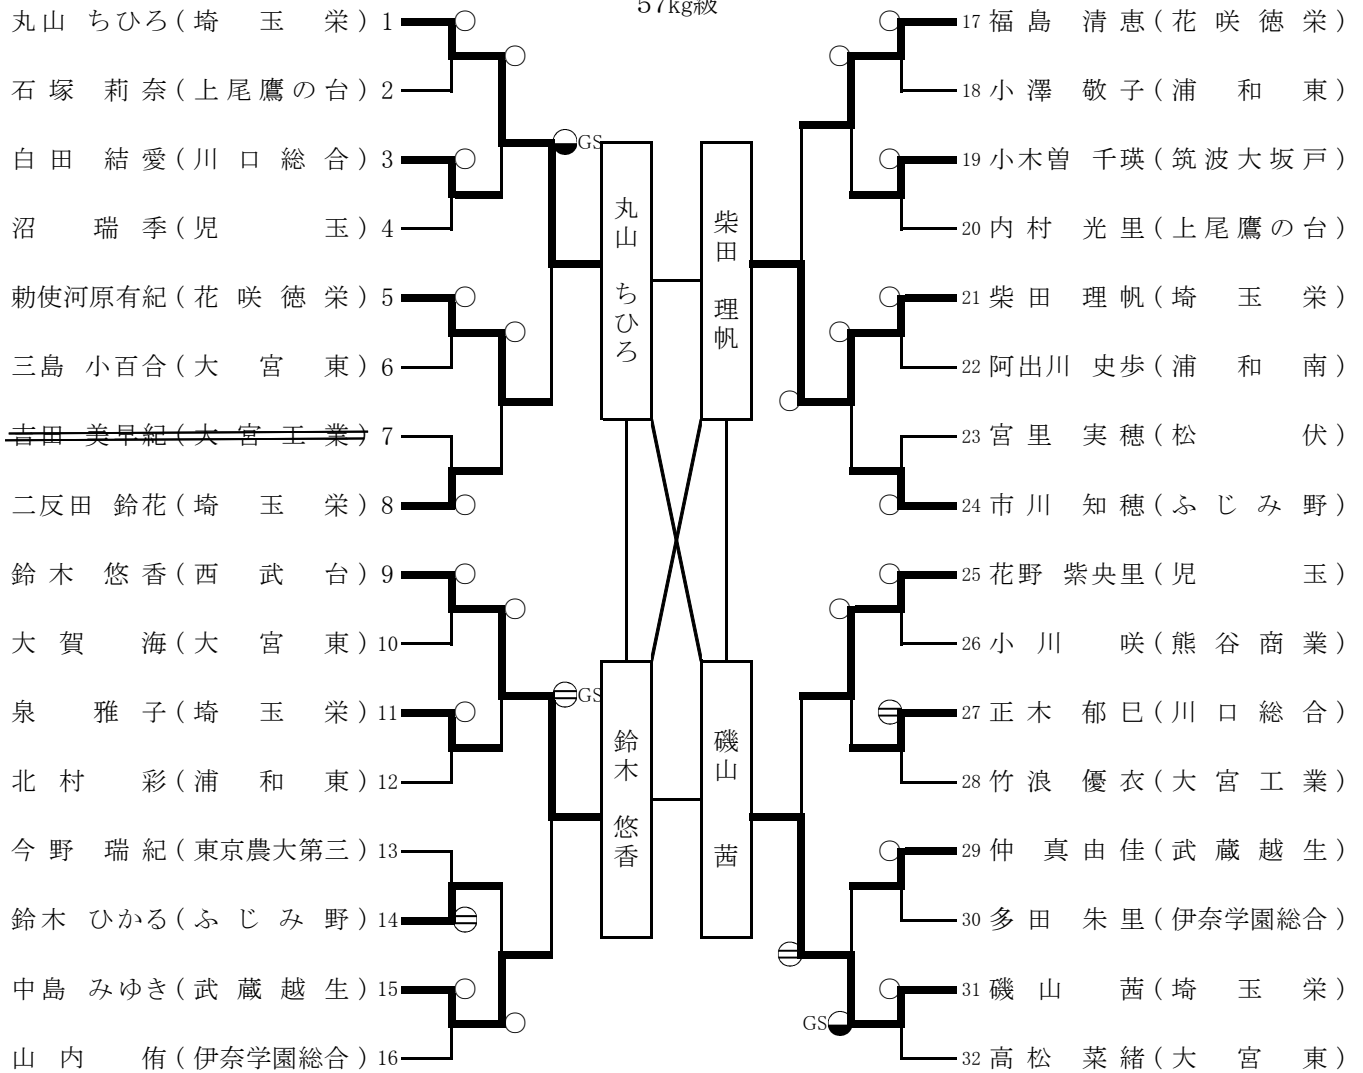 57kg級
丸山 ちひろ(埼玉栄) 1
石塚 莉奈(上尾鷹の台) 2
白田 結愛(川口総合) 3
沼 瑞季(児玉) 4
勅使河原有紀(花咲徳栄) 5
三島 小百合(大宮東) 6
吉田 美早紀(大宮工業) 7
二反田 鈴花(埼玉栄) 8
鈴木 悠香(西武台) 9
大賀 海(大宮東) 10
泉 雅子(埼玉栄) 11
北村 彩(浦和東) 12
今野 瑞紀(東京農大第三) 13
鈴木 ひかる(ふじみ野) 14
中島 みゆき(武蔵越生) 15
山内 侑(伊奈学園総合) 16
GS
GS
丸山 ちひろ
柴田 理帆
鈴木 悠香
磯山 茜
17 福島 清恵(花咲徳栄)
18 小澤 敬子(浦和東)
19 小木曽 千瑛(筑波大坂戸)
20 内村 光里(上尾鷹の台)
21 柴田 理帆(埼玉栄)
22 阿出川 史歩(浦和南)
23 宮里 実穂(松伏)
24 市川 知穂(ふじみ野)
25 花野 紫央里(児玉)
26 小川 咲(熊谷商業)
27 正木 郁巳(川口総合)
28 竹浪 優衣(大宮工業)
29 仲 真由佳(武蔵越生)
30 多田 朱里(伊奈学園総合)
31 磯山 茜(埼玉栄)
32 高松 菜緒(大宮東)
GS